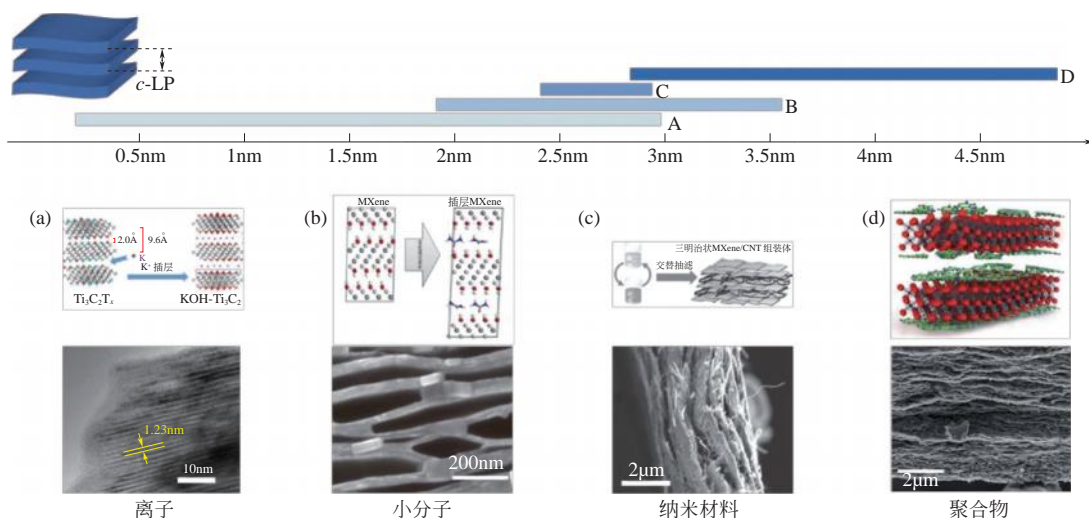 c-LP
D
C
B
A
0.5nm
1nm
1.5nm
2nm
2.5nm
3nm
3.5nm
4nm
4.5nm
(a)
2.0Å
9.6Å
K
K⁺ 插层
Ti₃C₂Tₓ
KOH-Ti₃C₂
1.23nm
10nm
离子
(b)
MXene
插层MXene
200nm
小分子
(c)
三明治状MXene/CNT 组装体
交替抽滤
2μm
纳米材料
(d)
2μm
聚合物